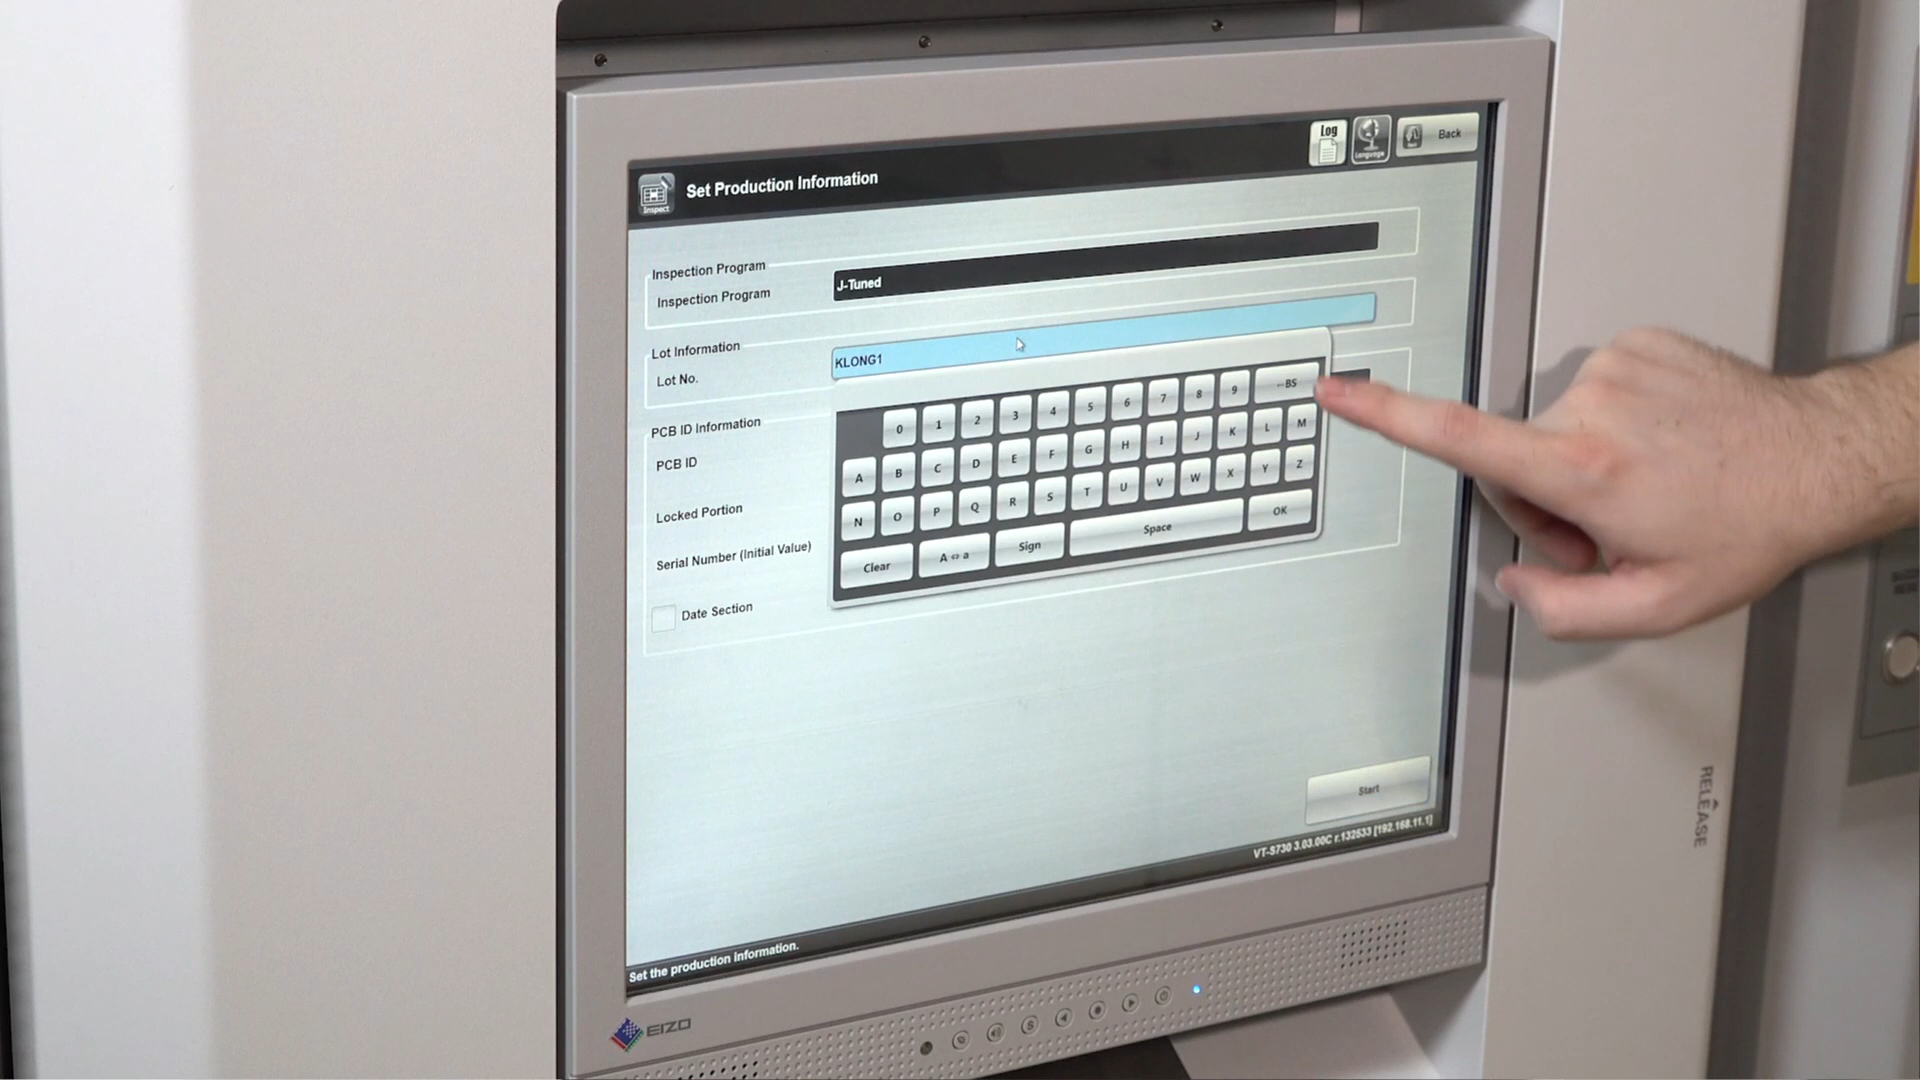 Log
Language
Back
Inspect
Set Production Information
Inspection Program
Inspection Program
J-Tuned
Lot Information
Lot No.
KLONG1
PCB ID Information
PCB ID
Locked Portion
Serial Number (Initial Value)
Date Section
0 1 2 3 4 5 6 7 8 9 ←BS
A B C D E F G H I J K L M
N O P Q R S T U V W X Y Z
Clear A ⇔ a Sign Space OK
Start
VT-S730 3.03.00C r.132533 [192.168.11.1]
Set the production information.
EIZO
S
RELEASE